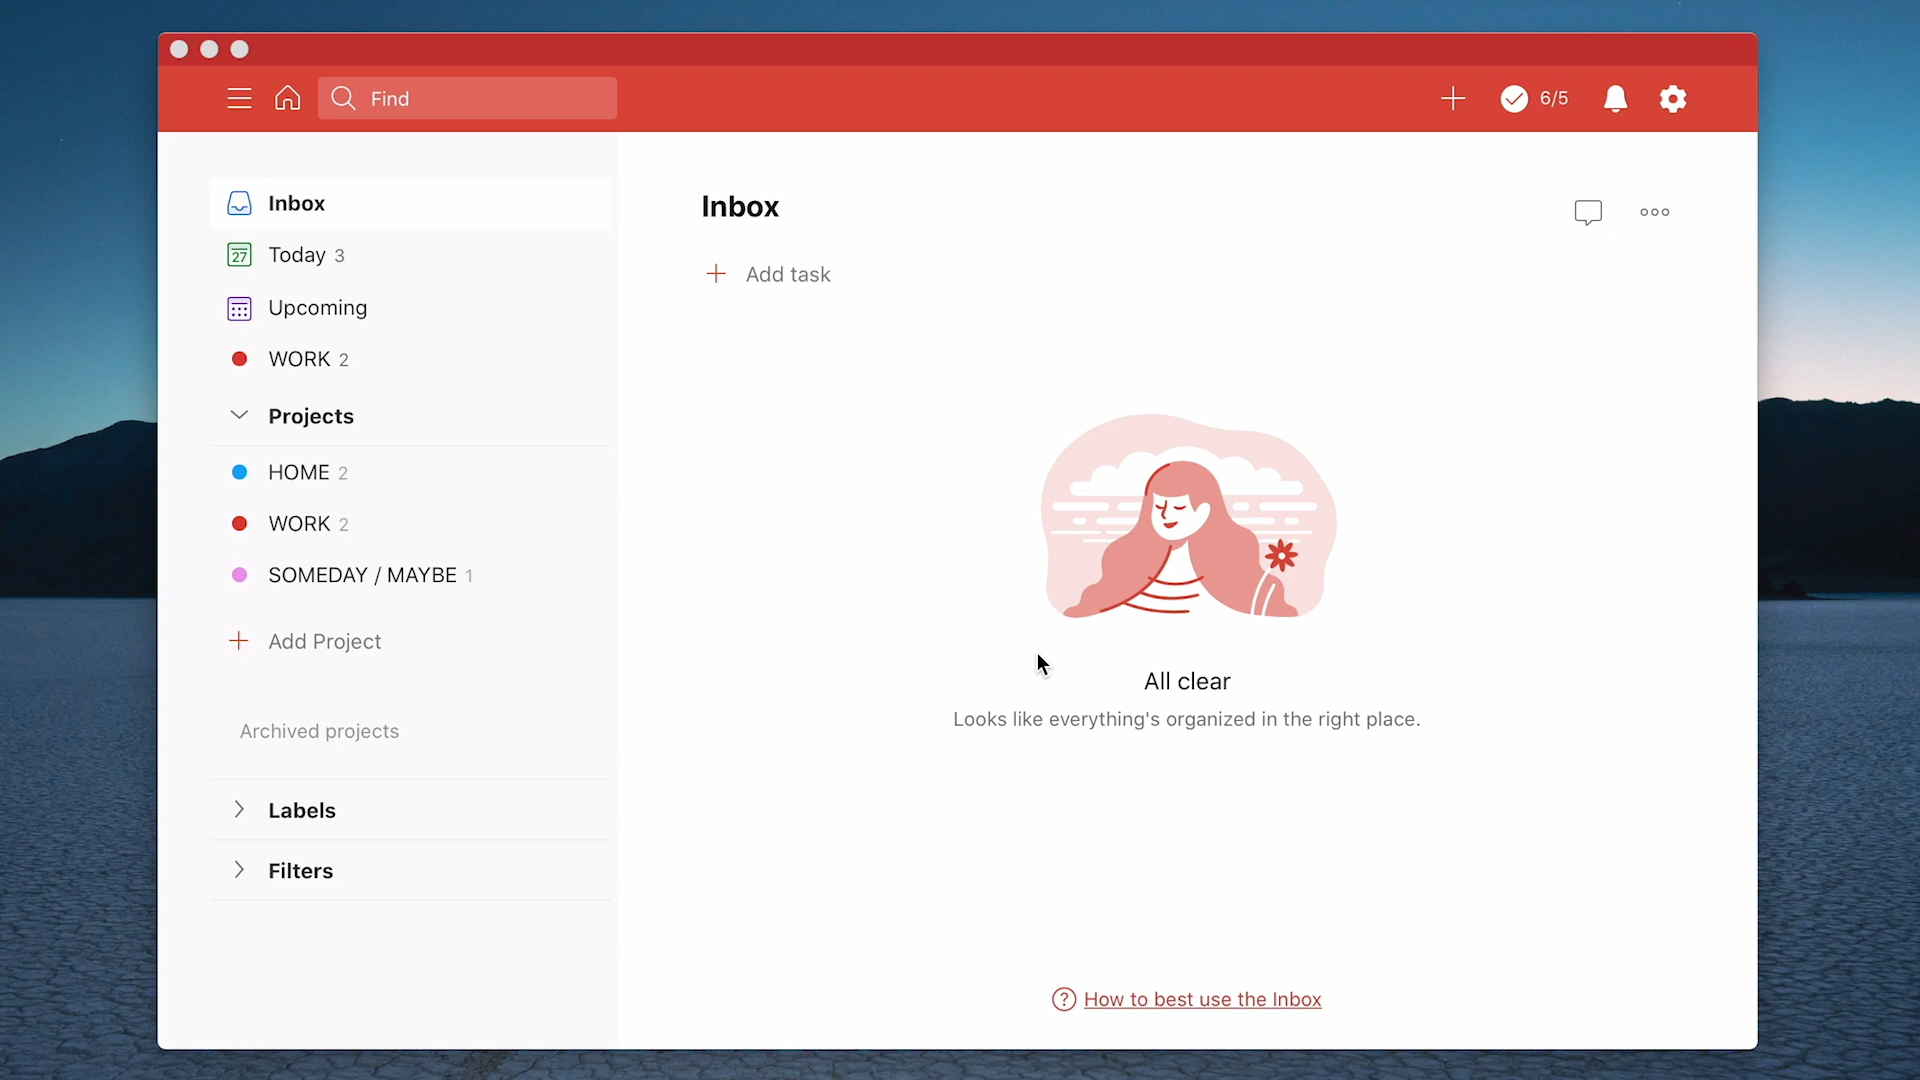 Find
6/5
Inbox
27 Today 3
Upcoming
WORK 2
Projects
HOME 2
WORK 2
SOMEDAY / MAYBE 1
Add Project
Archived projects
Labels
Filters
Inbox
Add task
All clear
Looks like everything's organized in the right place.
? How to best use the Inbox